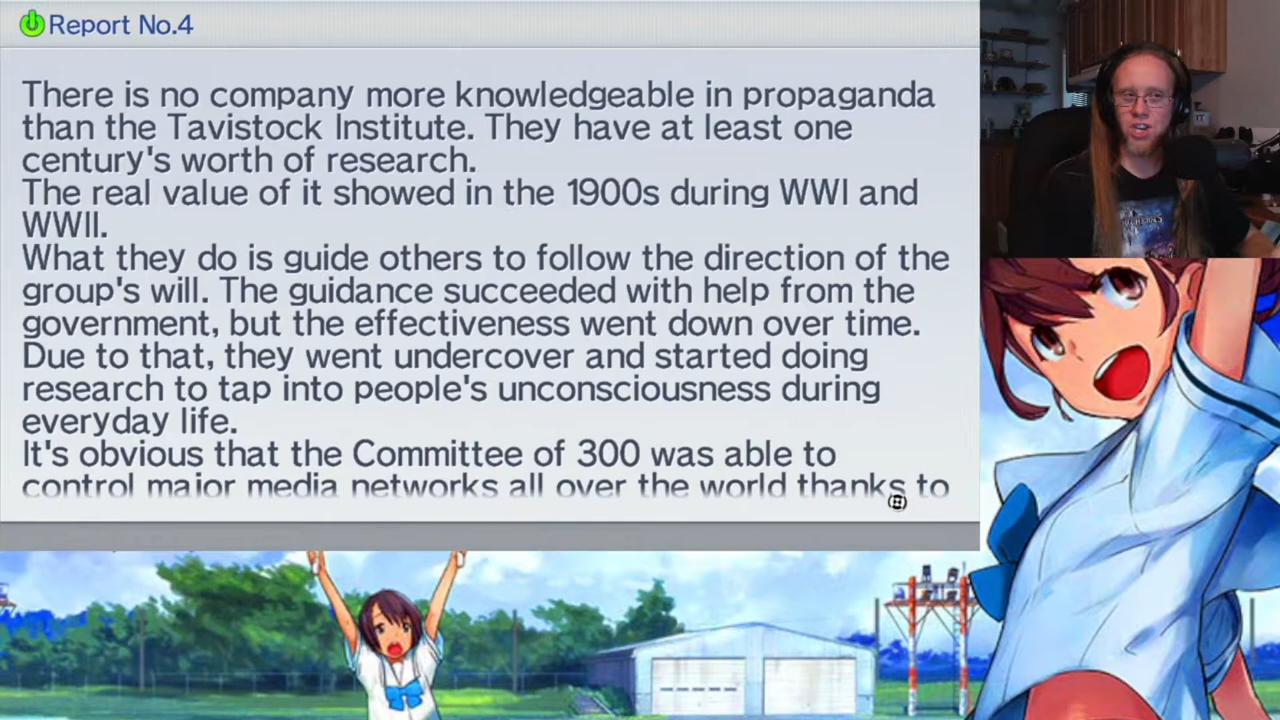 Report No.4
There is no company more knowledgeable in propaganda
than the Tavistock Institute. They have at least one
century's worth of research.
The real value of it showed in the 1900s during WWI and
WWII.
What they do is guide others to follow the direction of the
group's will. The guidance succeeded with help from the
government, but the effectiveness went down over time.
Due to that, they went undercover and started doing
research to tap into people's unconsciousness during
everyday life.
It's obvious that the Committee of 300 was able to
control major media networks all over the world thanks to